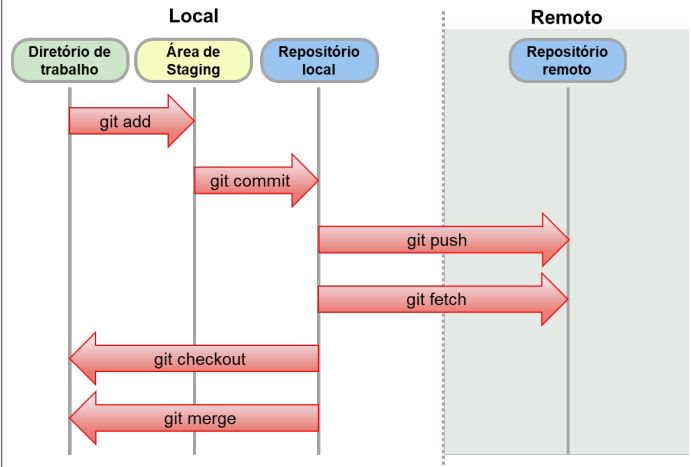 Local
Remoto
Diretório de
trabalho
Área de
Staging
Repositório
local
Repositório
remoto
git add
git commit
git push
git fetch
git checkout
git merge